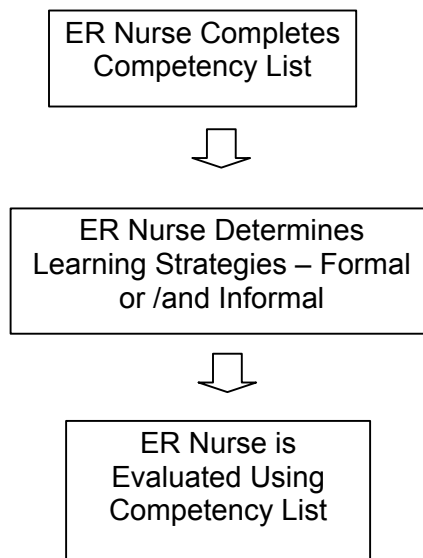 ER Nurse Completes
Competency List
ER Nurse Determines
Learning Strategies – Formal
or /and Informal
ER Nurse is
Evaluated Using
Competency List